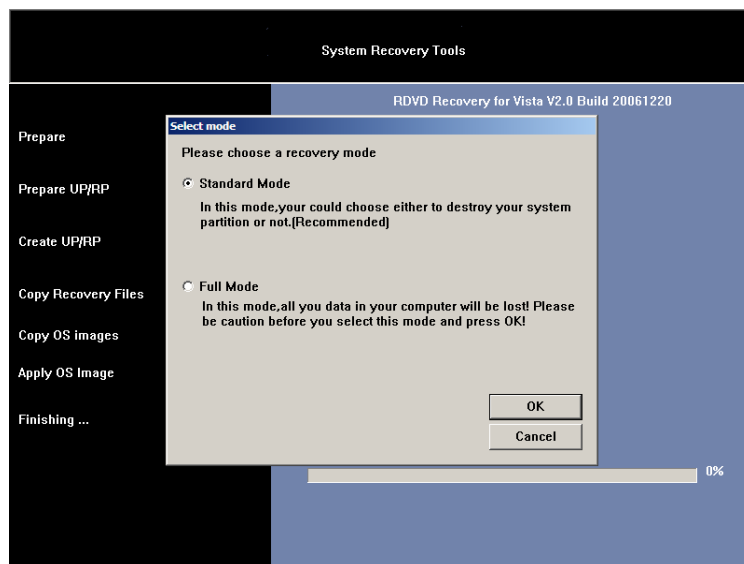 System Recovery Tools
RDVD Recovery for Vista V2.0 Build 20061220
Prepare
Prepare UP/RP
Create UP/RP
Copy Recovery Files
Copy OS images
Apply OS Image
Finishing ...
Select mode
Please choose a recovery mode
Standard Mode
In this mode,your could choose either to destroy your system
partition or not.(Recommended)
Full Mode
In this mode,all you data in your computer will be lost! Please
be caution before you select this mode and press OK!
OK
Cancel
0%